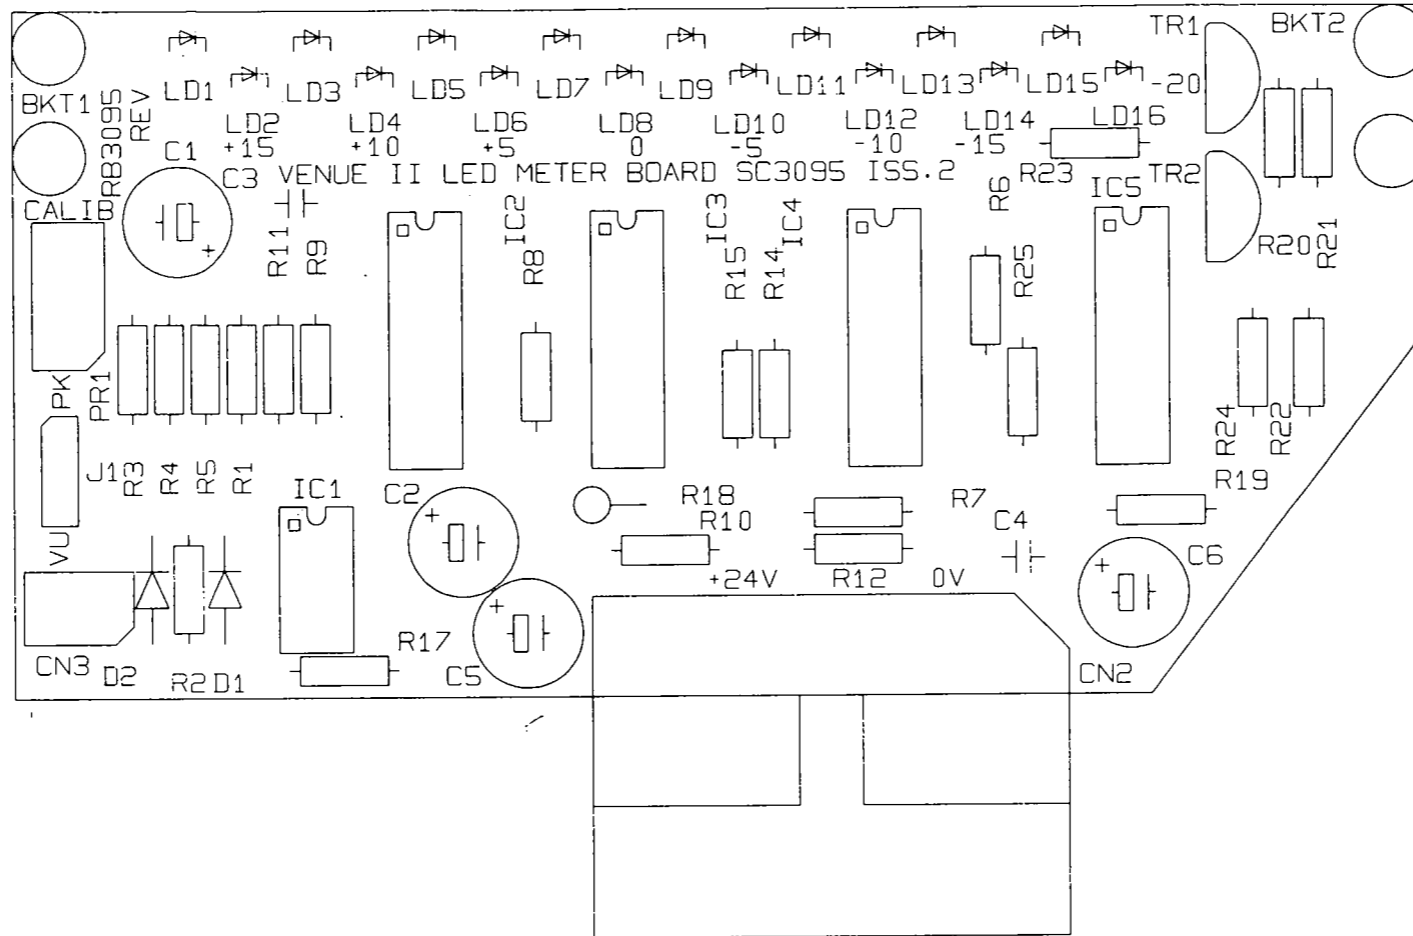 TR1
BKT2
LD1
LD3
LD5
LD7
LD9
LD11
LD13
LD15
-20
BKT1
RB3095
REV
LD2
+15
LD4
+10
LD6
+5
LD8
0
LD10
-5
LD12
-10
LD14
-15
LD16
C1
C3
VENUE II LED METER BOARD SC3095 ISS.2
R23
TR2
CALIB
R11
R9
IC2
R8
IC3
IC4
R15
R14
R6
R25
IC5
R20
R21
PK
PR1
J1
R3
R4
R5
R1
IC1
C2
R18
R10
R7
C4
R24
R22
R19
VU
+24V
R12
0V
C6
CN3
D2
R2
D1
R17
C5
CN2